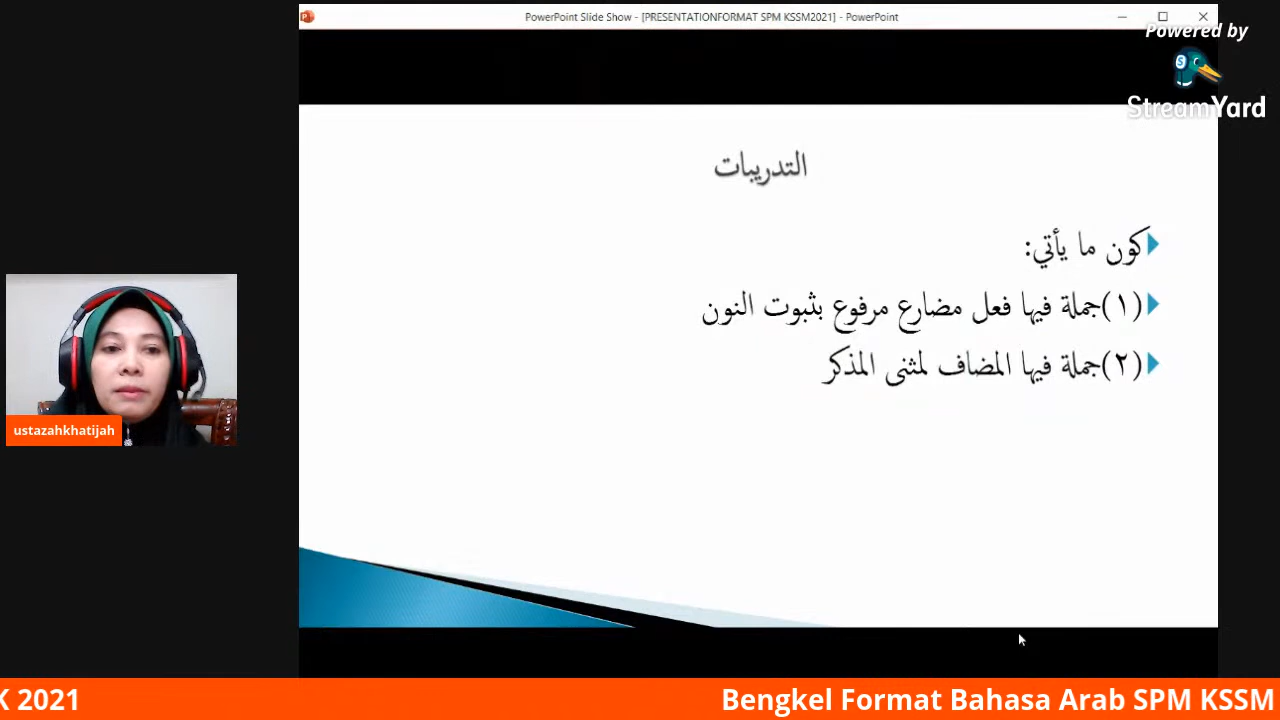 PowerPoint Slide Show - [PRESENTATIONFORMAT SPM KSSM2021] - PowerPoint
Powered by
StreamYard
التدريبات
كون ما يأتي:
(١)جملة فيها فعل مضارع مرفوع بثبوت النون
(٢)جملة فيها المضاف لمثنى المذكر
ustazahkhatijah
K 2021
Bengkel Format Bahasa Arab SPM KSSM